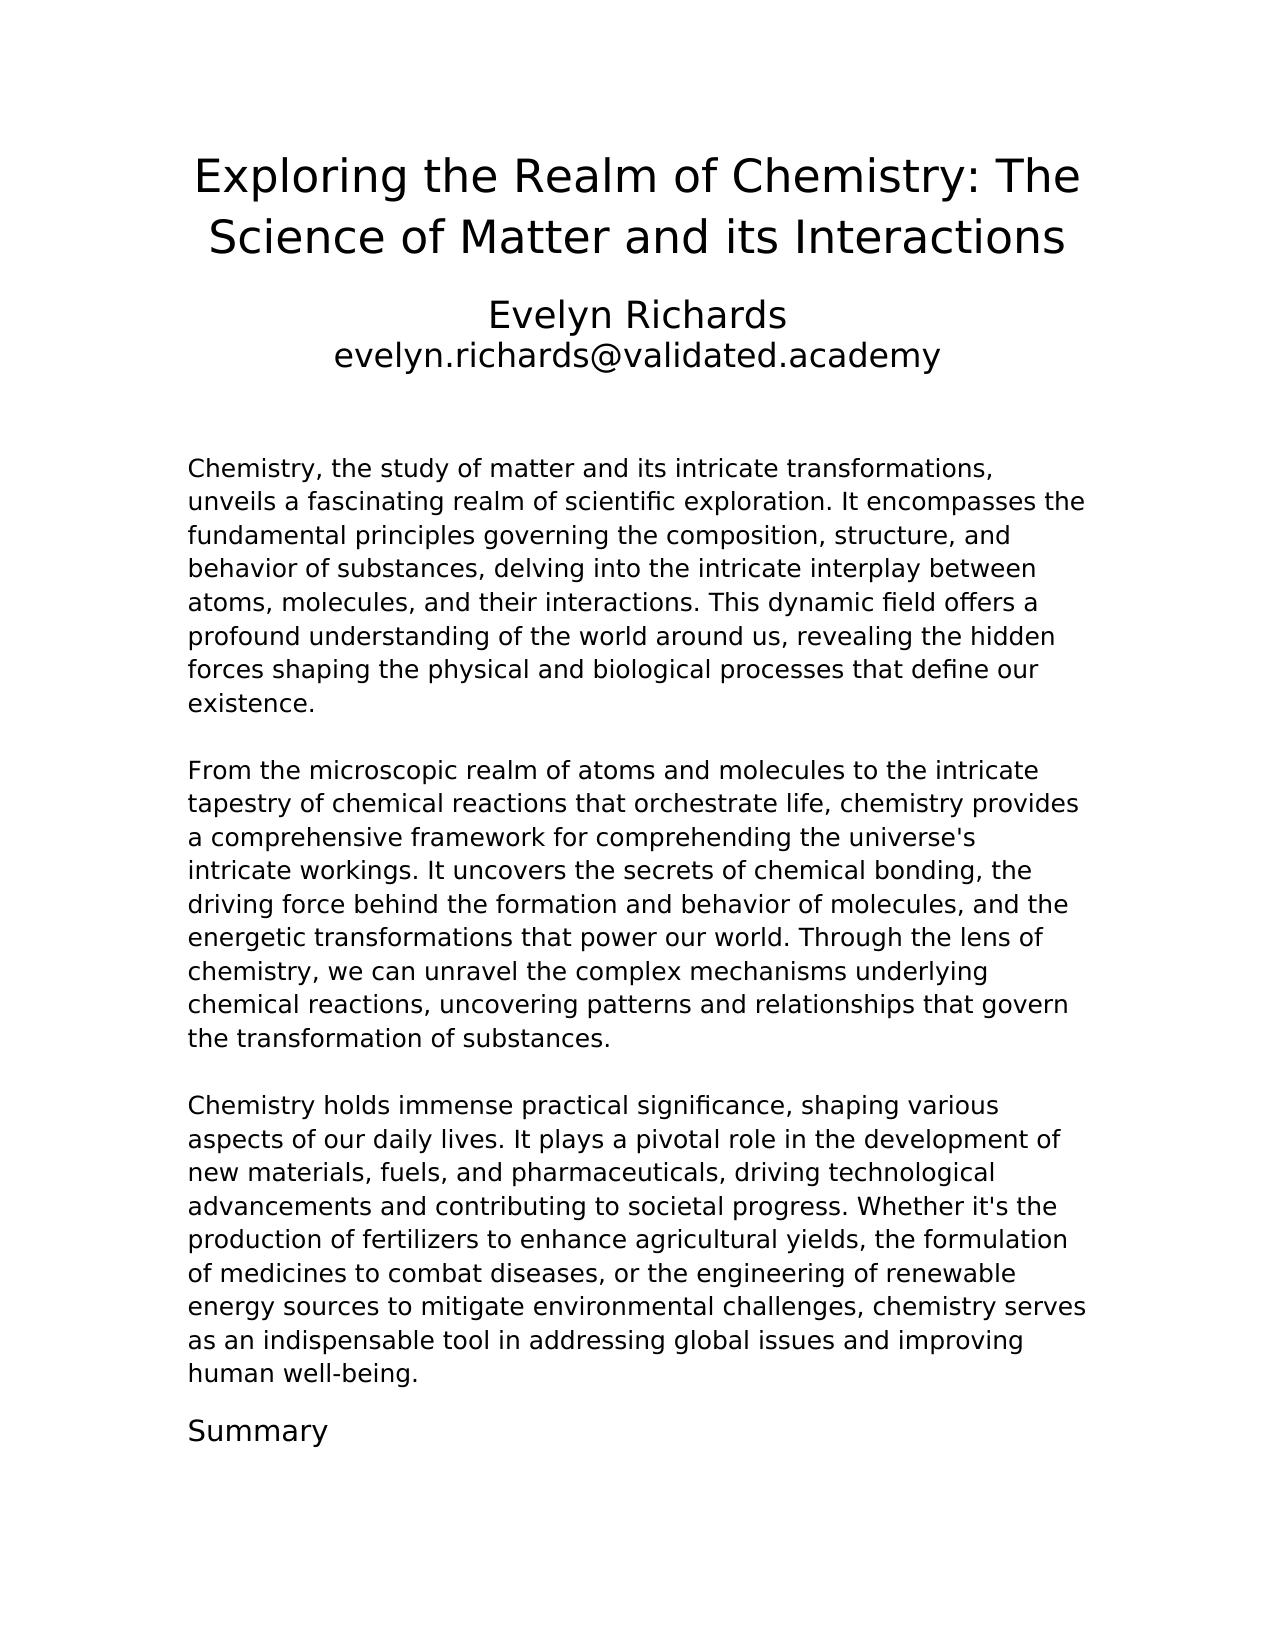 Exploring the Realm of Chemistry: The
Science of Matter and its Interactions
Evelyn Richards
evelyn.richards@validated.academy
Chemistry, the study of matter and its intricate transformations,
unveils a fascinating realm of scientific exploration. It encompasses the
fundamental principles governing the composition, structure, and
behavior of substances, delving into the intricate interplay between
atoms, molecules, and their interactions. This dynamic field offers a
profound understanding of the world around us, revealing the hidden
forces shaping the physical and biological processes that define our
existence.
From the microscopic realm of atoms and molecules to the intricate
tapestry of chemical reactions that orchestrate life, chemistry provides
a comprehensive framework for comprehending the universe's
intricate workings. It uncovers the secrets of chemical bonding, the
driving force behind the formation and behavior of molecules, and the
energetic transformations that power our world. Through the lens of
chemistry, we can unravel the complex mechanisms underlying
chemical reactions, uncovering patterns and relationships that govern
the transformation of substances.
Chemistry holds immense practical significance, shaping various
aspects of our daily lives. It plays a pivotal role in the development of
new materials, fuels, and pharmaceuticals, driving technological
advancements and contributing to societal progress. Whether it's the
production of fertilizers to enhance agricultural yields, the formulation
of medicines to combat diseases, or the engineering of renewable
energy sources to mitigate environmental challenges, chemistry serves
as an indispensable tool in addressing global issues and improving
human well-being.
Summary